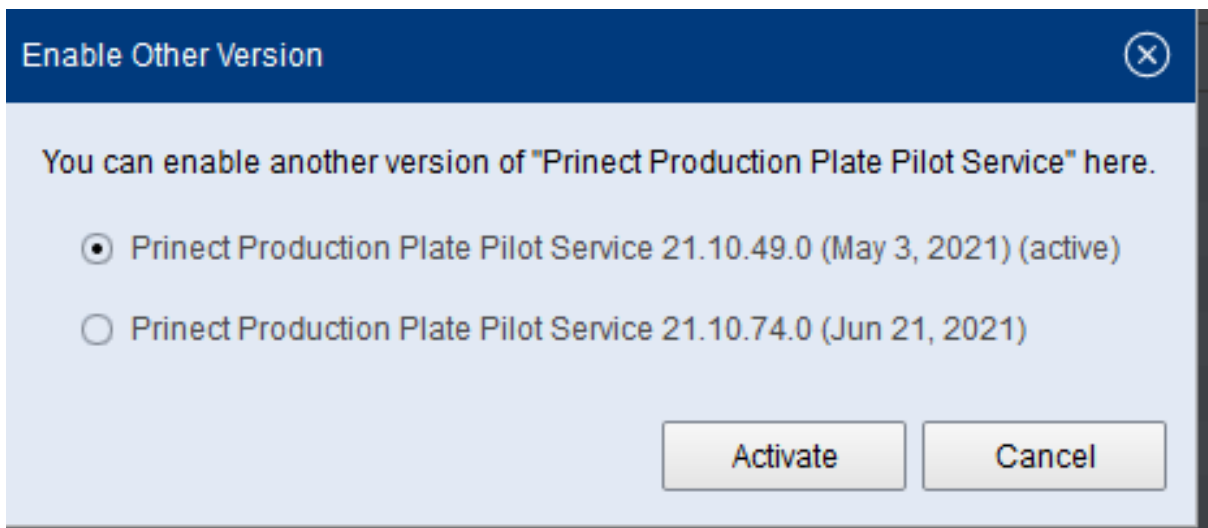 Enable Other Version
You can enable another version of "Prinect Production Plate Pilot Service" here.
Prinect Production Plate Pilot Service 21.10.49.0 (May 3, 2021) (active)
Prinect Production Plate Pilot Service 21.10.74.0 (Jun 21, 2021)
Activate Cancel